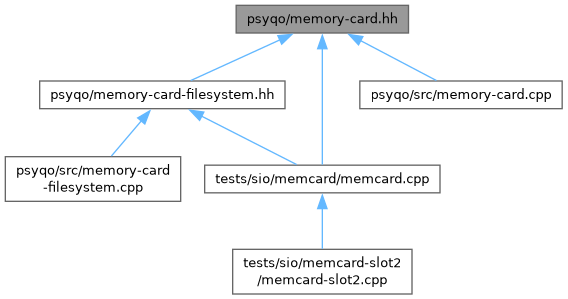 psyqo/memory-card.hh
psyqo/memory-card-filesystem.hh
psyqo/src/memory-card.cpp
psyqo/src/memory-card
-filesystem.cpp
tests/sio/memcard/memcard.cpp
tests/sio/memcard-slot2
/memcard-slot2.cpp